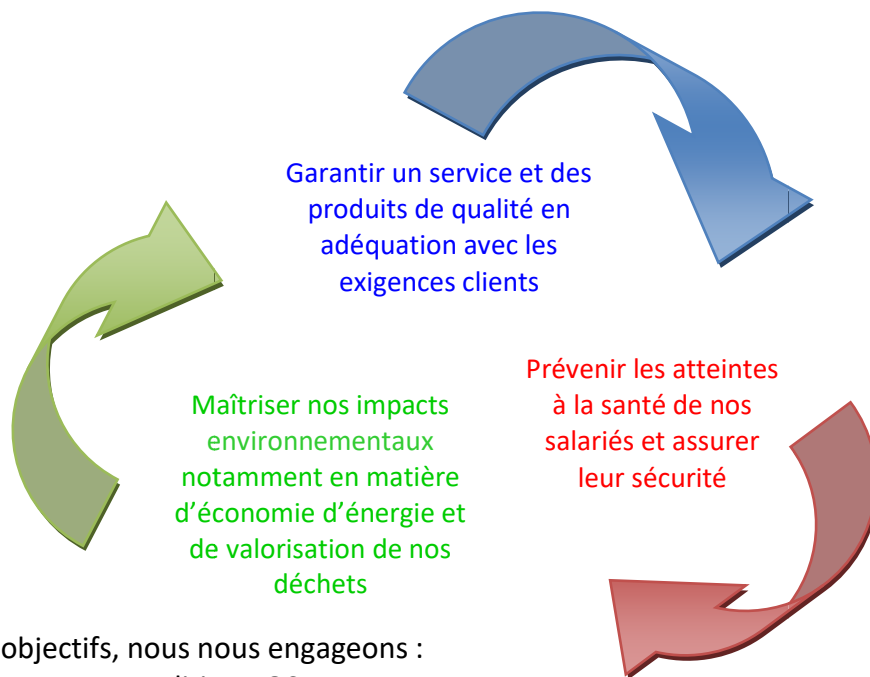 Garantir un service et des
produits de qualité en
adéquation avec les
exigences clients
Prévenir les atteintes
à la santé de nos
salariés et assurer
leur sécurité
Maîtriser nos impacts
environnementaux
notamment en matière
d’économie d’énergie et
de valorisation de nos
déchets
objectifs, nous nous engageons :